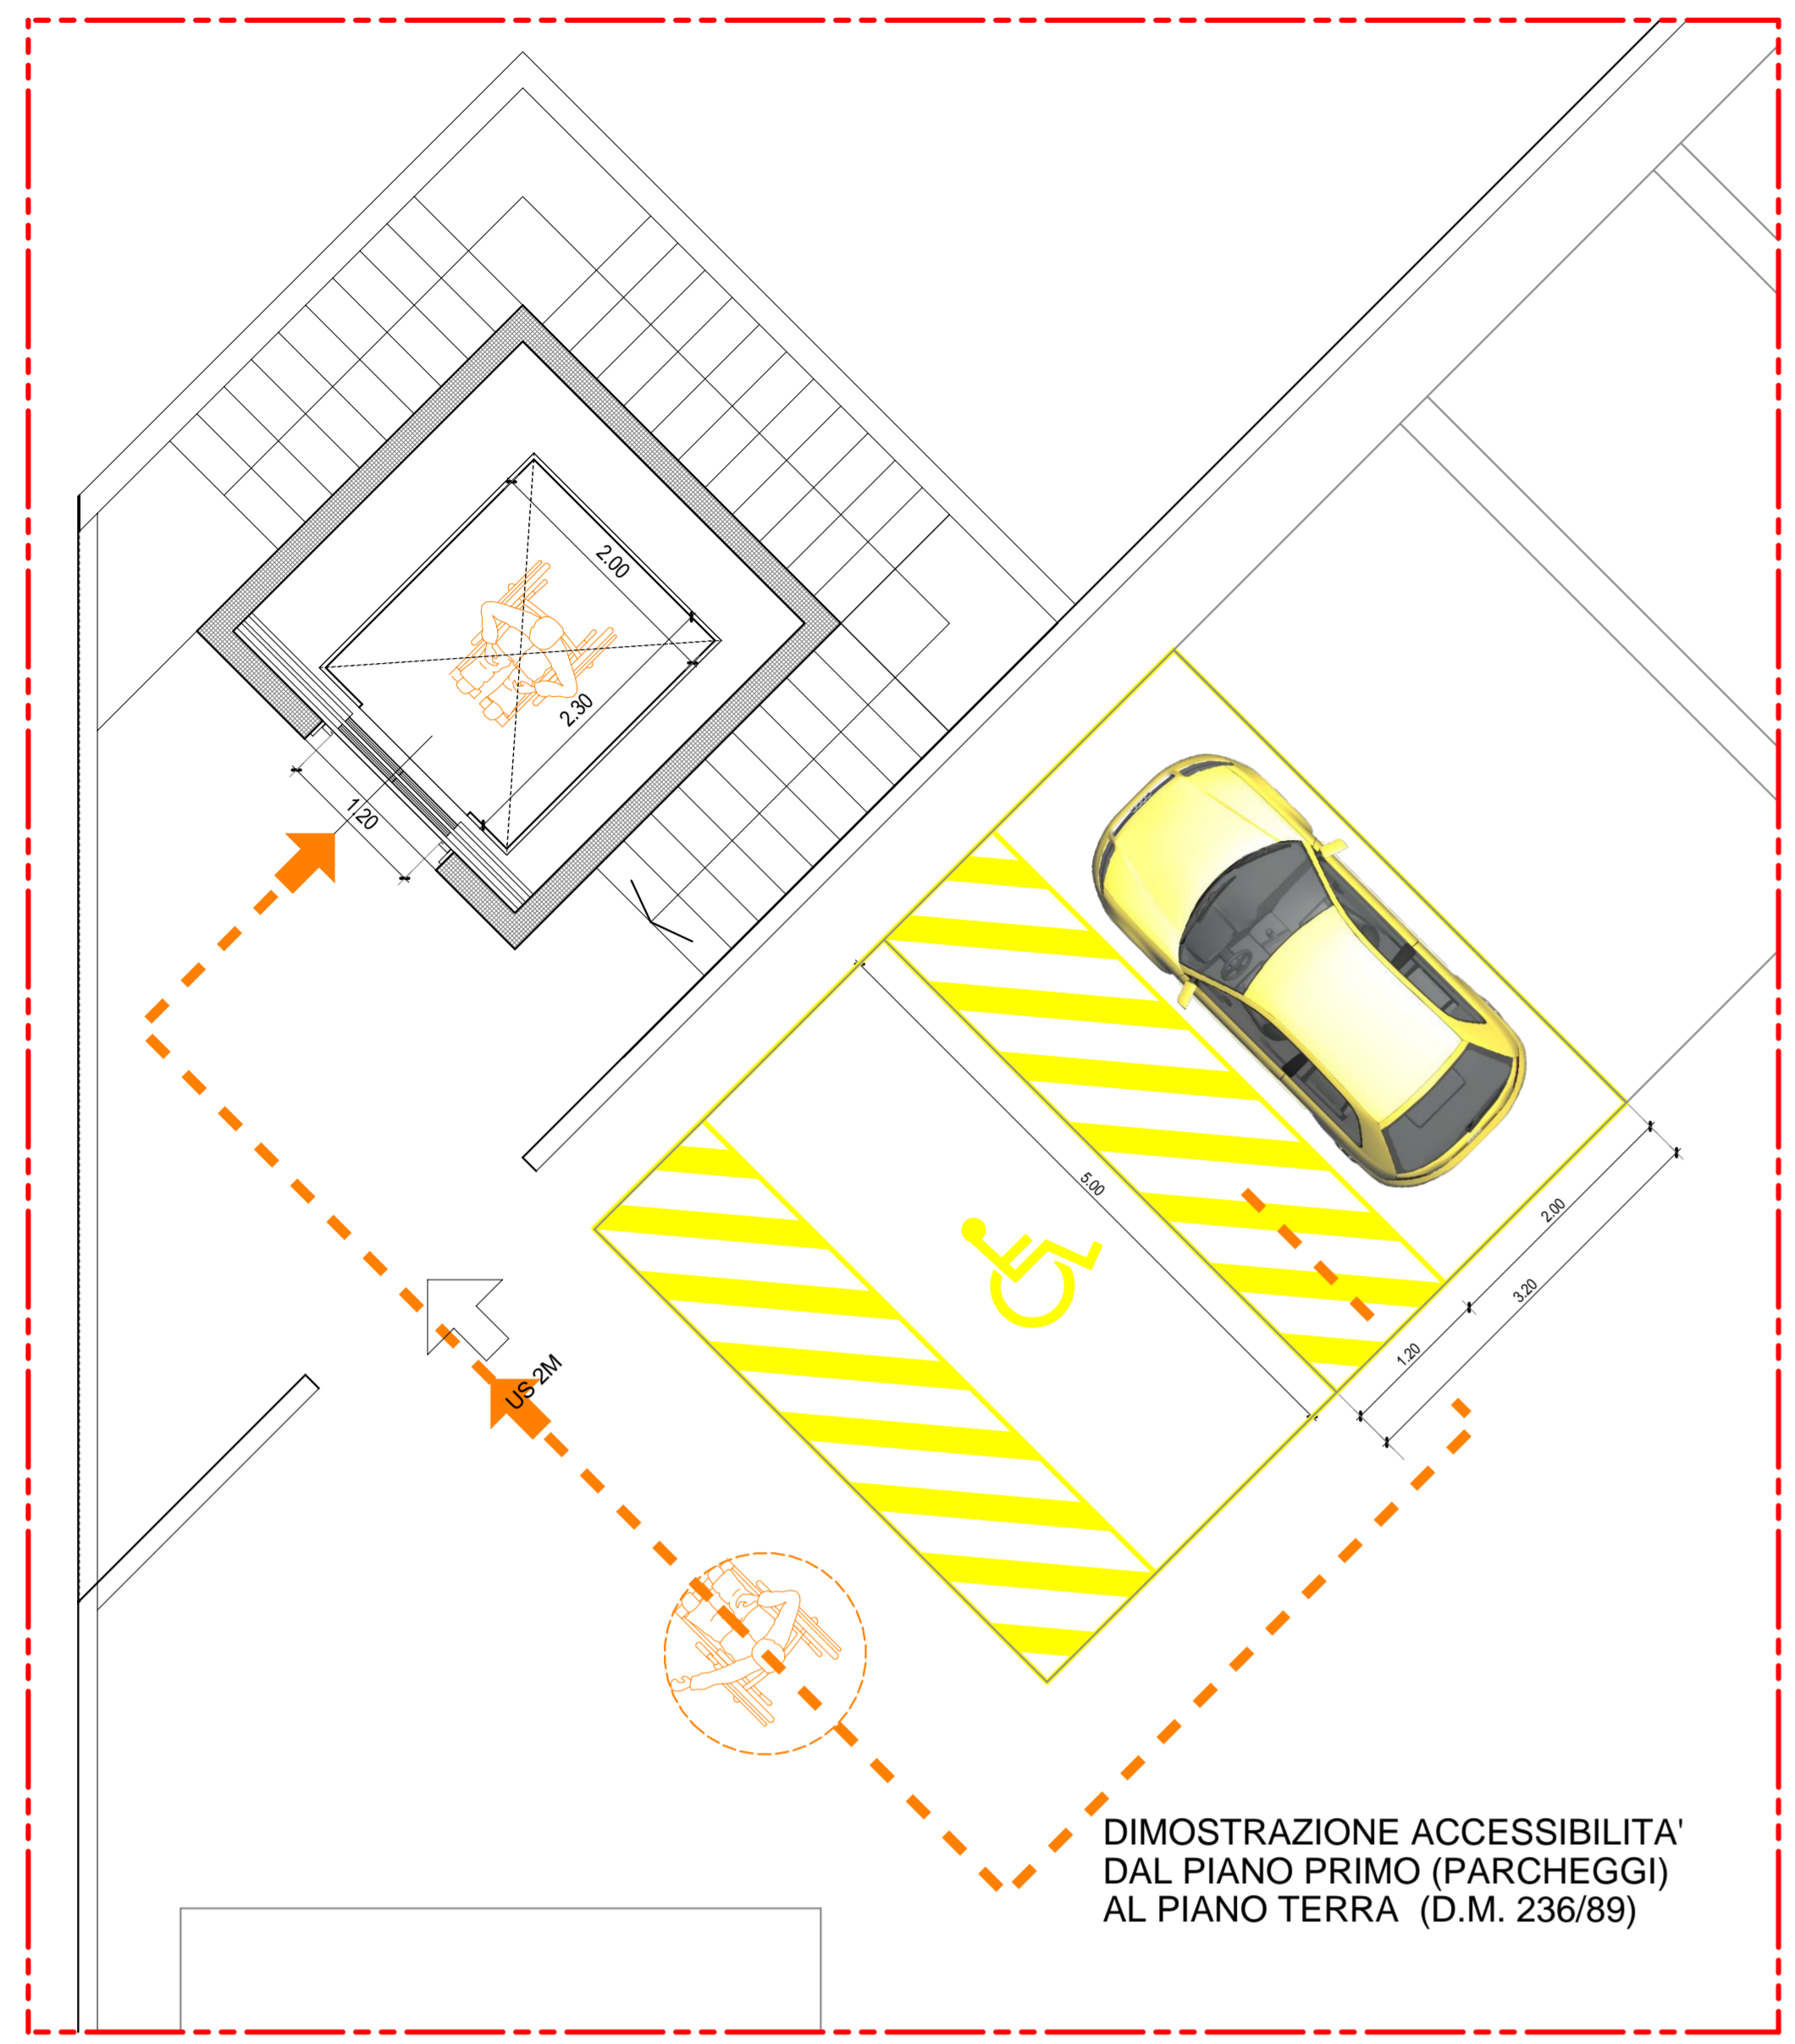 2.00
2.30
1.20
5.00
2.00
3.20
1.20
US 2M
DIMOSTRAZIONE ACCESSIBILITA'
DAL PIANO PRIMO (PARCHEGGI)
AL PIANO TERRA (D.M. 236/89)